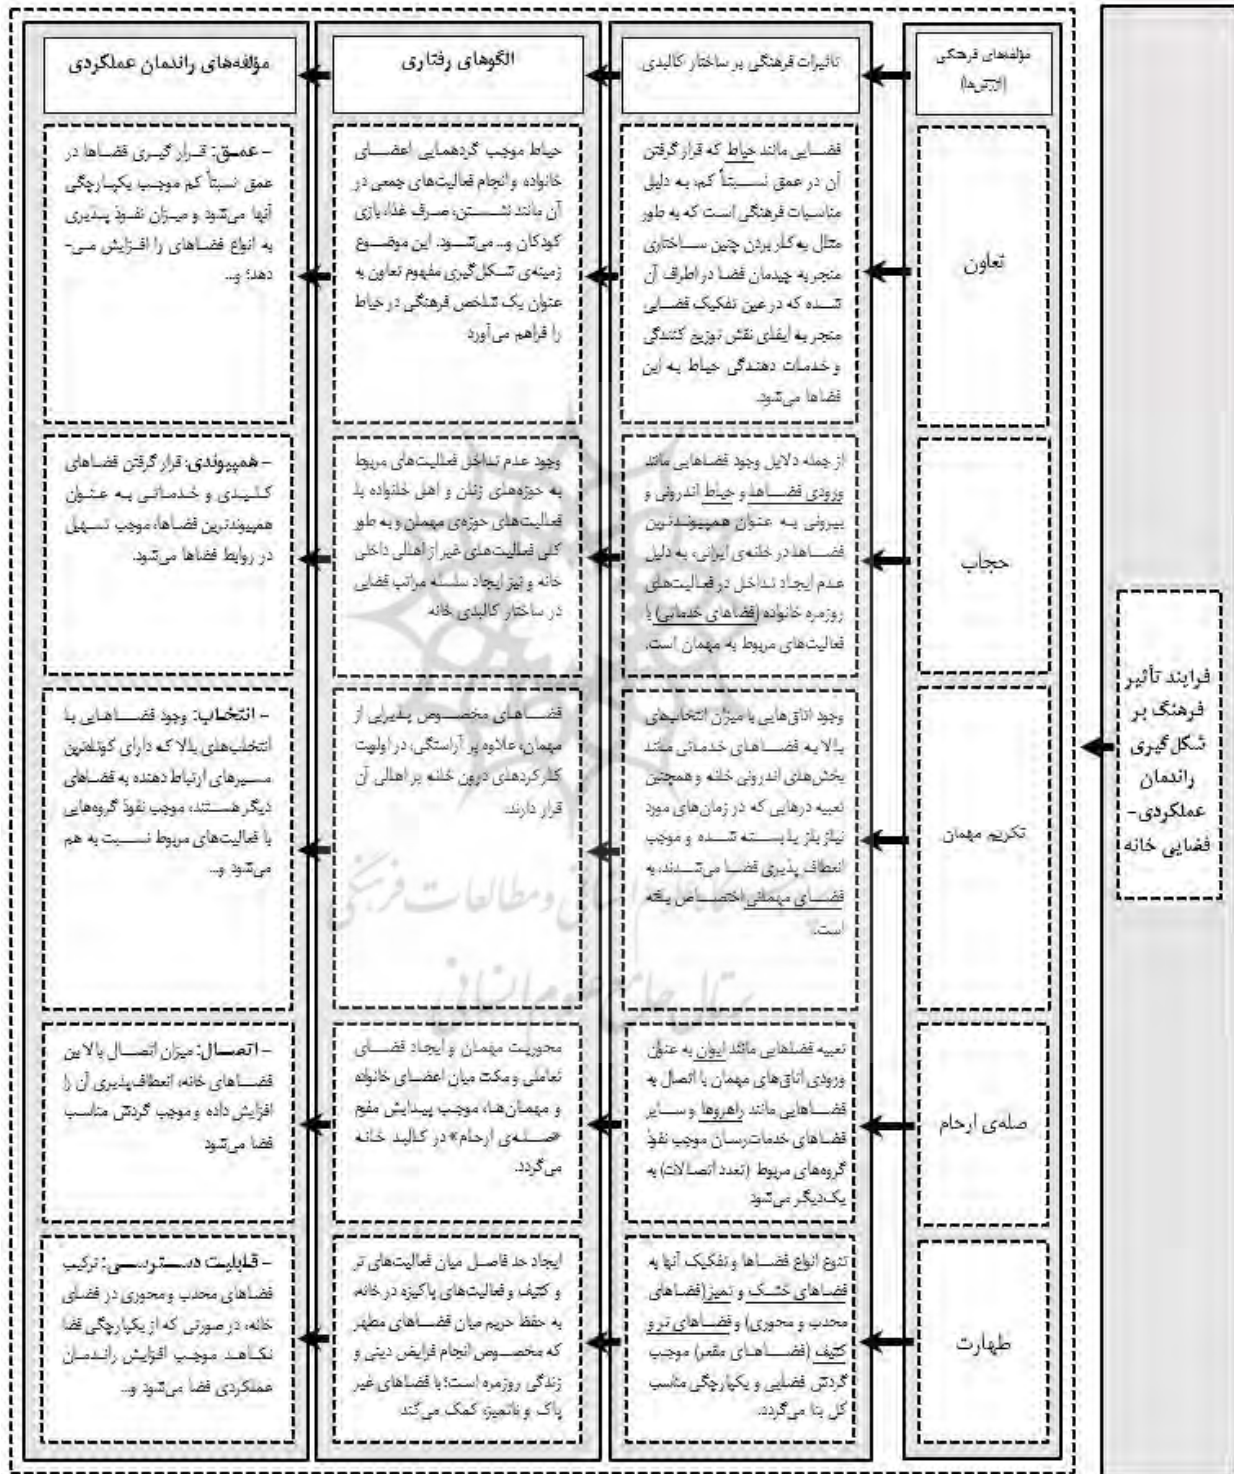 فرایند تأثیر
فرهنگ بر
شکل گیری
راندمان
عملکردی-
فضایی خانه
مؤلفه‌های فرهنگی
(ارزش‌ها)
تاثیرات فرهنگی بر ساختار کالبدی
الگوهای رفتاری
مؤلفه‌های راندمان عملکردی
تعاون
فضایی مانند حیاط که قرار گرفتن
آن در عمق نسبتاً کم، به دلیل
مناسبات فرهنگی است که به طور
مثال به کار بردن چنین ساختاری
منجر به چیدمان فضا در اطراف آن
شده که در عین تفکیک فضایی
منجر به ایفای نقش توزیع کنندگی
و خدمات دهندگی حیاط به این
فضاها می‌شود.
حیاط موجب گردهمایی اعضای
خانواده و انجام فعالیت‌های جمعی در
آن مانند نشستن، صرف غذا، بازی
کودکان و... می‌شود. این موضوع
زمینه‌ی شکل‌گیری مفهوم تعاون به
عنوان یک شاخص فرهنگی در حیاط
را فراهم می‌آورد
- عمق: قرار گیری فضاها در
عمق نسبتاً کم موجب یکپارچگی
آنها می‌شود و میزان نفوذ پذیری
به انواع فضاهای را افزایش می-
دهد؛ و...
حجاب
از جمله دلایل وجود فضاهایی مانند
ورودی فضاها و حیاط اندرونی و
بیرونی به عنوان همپیوندترین
فضاها در خانه‌ی ایرانی، به دلیل
عدم ایجاد تداخل در فعالیت‌های
روزمره خانواده (فضاهای خدماتی) با
فعالیت‌های مربوط به مهمان است.
وجود عدم تداخل فعالیت‌های مربوط
به حوزه‌های زنان و اهل خانواده با
فعالیت‌های حوزه‌ی مهمان و به طور
کلی فعالیت‌های غیر از اهالی داخلی
خانه و نیز ایجاد سلسله مراتب فضایی
در ساختار کالبدی خانه
- همپیوندی: قرار گرفتن فضاهای
کلیدی و خدماتی به عنوان
همپیوندترین فضاها، موجب تسهیل
در روابط فضاها می‌شود.
تکریم مهمان
وجود اتاق‌هایی با میزان انتخاب‌های
بالا به فضاهای خدماتی مانند
بخش‌های اندرونی خانه و همچنین
تعبیه درهایی که در زمان‌های مورد
نیاز باز یا بسته شده و موجب
انعطاف پذیری فضا می‌شدند، به
فضای مهمانی اختصاص یافته
است.
فضاهای مخصوص پذیرایی از
مهمان، علاوه بر آراستگی، در اولویت
کارکردهای درون خانه بر اهالی آن
قرار دارند.
- انتخاب: وجود فضاهایی با
انتخاب‌های بالا که دارای کوتاهترین
مسیرهای ارتباط دهنده به فضاهای
دیگر هستند، موجب نفوذ گروه‌هایی
با فعالیت‌های مربوط نسبت به هم
می‌شود و...
صله‌ی ارحام
تعبیه فضاهایی مانند ایوان به عنوان
ورودی اتاق‌های مهمان با اتصال به
فضاهایی مانند راهروها و سایر
فضاهای خدمات‌رسان موجب نفوذ
گروه‌های مربوط (تعدد اتصالات) به
یک‌دیگر می‌شود
محوریت مهمان و ایجاد فضای
تعاملی و مکث میان اعضای خانواده
و مهمان‌ها، موجب پیدایش مفهوم
«صله‌ی ارحام» در کالبد خانه
می‌گردد.
- اتصال: میزان اتصال بالا بین
فضاهای خانه، انعطاف‌پذیری آن را
افزایش داده و موجب گردش مناسب
فضا می‌شود
طهارت
تنوع انواع فضاها و تفکیک آنها به
فضاهای خشک و تمیز (فضاهای
محدب و محوری) و فضاهای تر و
کثیف (فضاهای مقعر) موجب
گردش فضایی و یکپارچگی مناسب
کل بنا می‌گردد.
ایجاد حد فاصل میان فعالیت‌های تر
و کثیف و فعالیت‌های پاکیزه در خانه،
به حفظ حریم میان فضاهای مطهر
که مخصوص انجام فرایض دینی و
زندگی روزمره است؛ با فضاهای غیر
پاک و ناتمیز، کمک می‌کند
- قابلیت دسترسی: ترکیب
فضاهای محدب و محوری در فضای
خانه، در صورتی که از یکپارچگی فضا
نکاهد موجب افزایش راندمان
عملکردی فضا می‌شود و...
پژوهشگاه علوم انسانی و مطالعات فرهنگی
پرتال جامع علوم انسانی